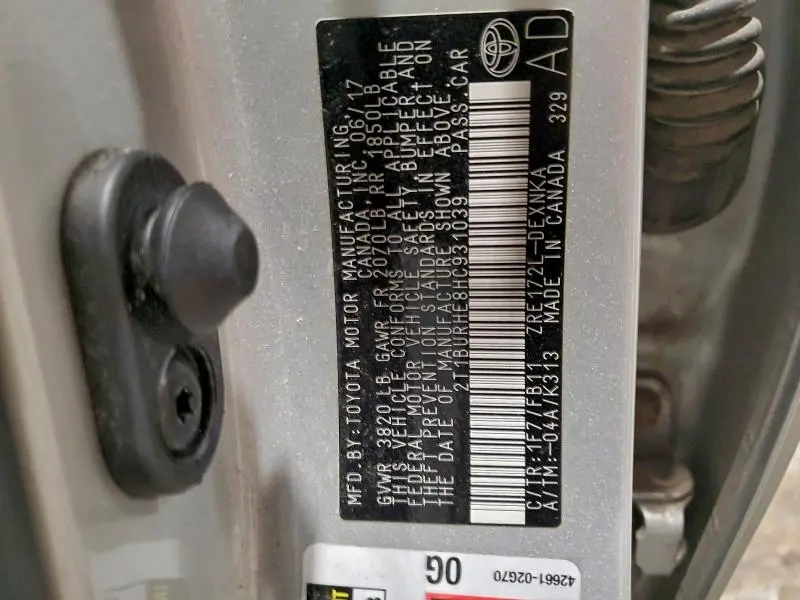 MFD.BY:TOYOTA MOTOR MANUFACTURING
CANADA,INC. 06/17
GVWR 3820 LB GAWR FR 2070 LB RR 1850LB
THIS VEHICLE CONFORMS TO ALL APPLICABLE
FEDERAL MOTOR VEHICLE SAFETY, BUMPER,AND
THEFT PREVENTION STANDARDS IN EFFECT ON
THE DATE OF MANUFACTURE SHOWN ABOVE.
2T1BURHE8HC931039 PASS.CAR
C/TR:1F7/FB11 ZRE172L-DEXNKA
A/TM:-04A/K313 MADE IN CANADA 329
AD
0G
42661-02G70